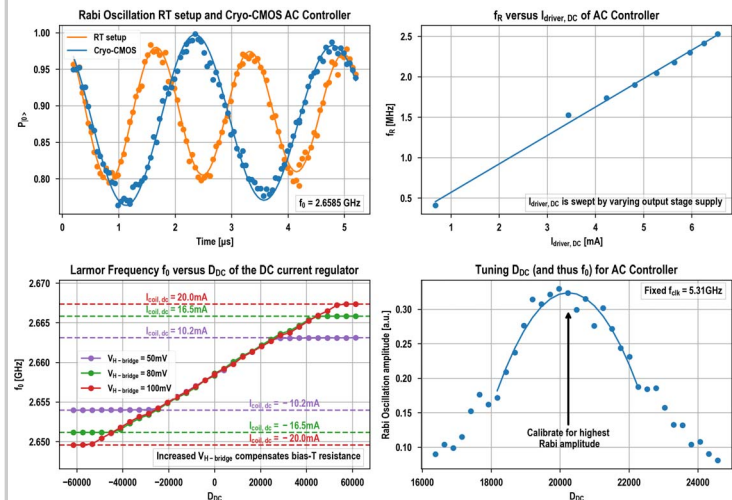 Rabi Oscillation RT setup and Cryo-CMOS AC Controller
RT setup
Cryo-CMOS
1.00
0.95
0.90
0.85
0.80
P|0>
f0 = 2.6585 GHz
0 1 2 3 4 5
Time [μs]
fR versus Idriver, DC of AC Controller
2.5
2.0
1.5
1.0
0.5
fR [MHz]
Idriver, DC is swept by varying output stage supply
1 2 3 4 5 6
Idriver, DC [mA]
Larmor Frequency f0 versus DDC of the DC current regulator
2.670
2.665
2.660
2.655
2.650
f0 [GHz]
Icoil, dc = 20.0mA
Icoil, dc = 16.5mA
Icoil, dc = 10.2mA
VH−bridge = 50mV
VH−bridge = 80mV
VH−bridge = 100mV
Icoil, dc = − 10.2mA
Icoil, dc = − 16.5mA
Icoil, dc = − 20.0mA
Increased VH−bridge compensates bias-T resistance
−60000 −40000 −20000 0 20000 40000 60000
DDC
Tuning DDC (and thus f0) for AC Controller
Fixed fclk = 5.31GHz
0.30
0.25
0.20
0.15
0.10
Rabi Oscillation amplitude [a.u.]
Calibrate for highest
Rabi amplitude
16000 18000 20000 22000 24000
DDC